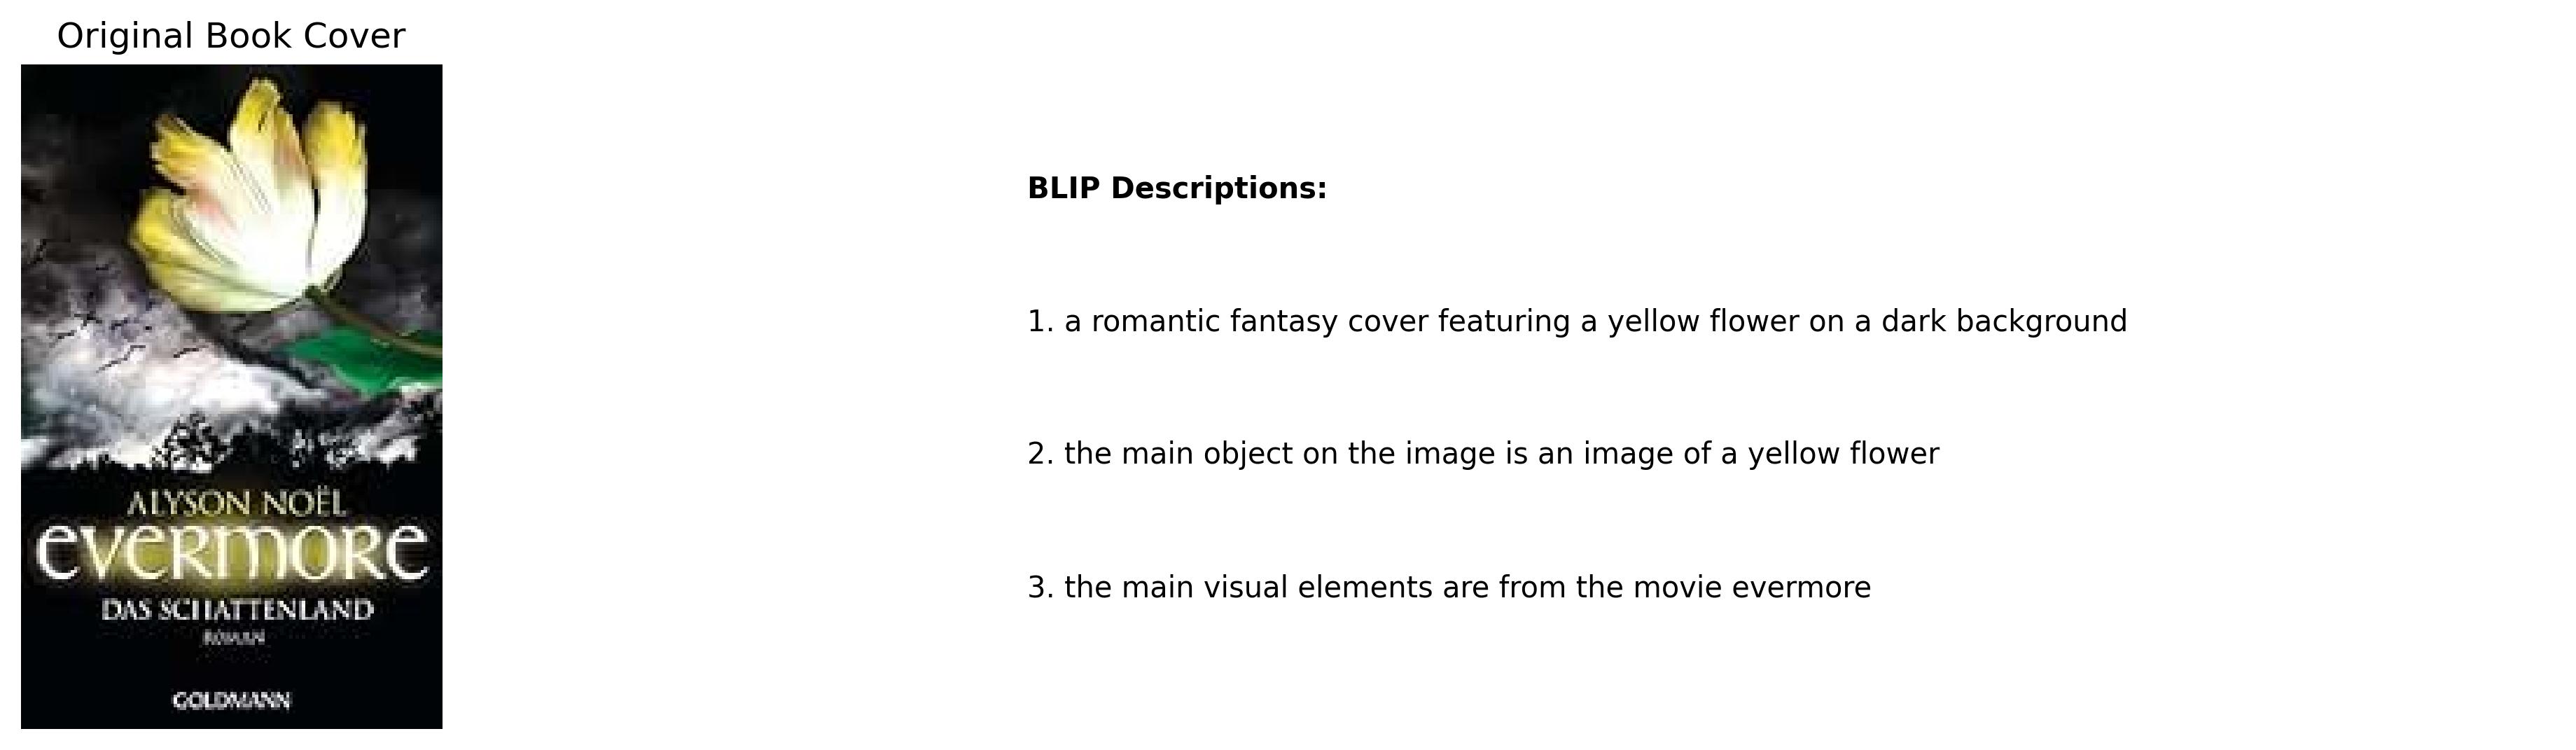 Original Book Cover
ALYSON NOËL
evermore
DAS SCHATTENLAND
ROMAN
GOLDMANN
BLIP Descriptions:
1. a romantic fantasy cover featuring a yellow flower on a dark background
2. the main object on the image is an image of a yellow flower
3. the main visual elements are from the movie evermore